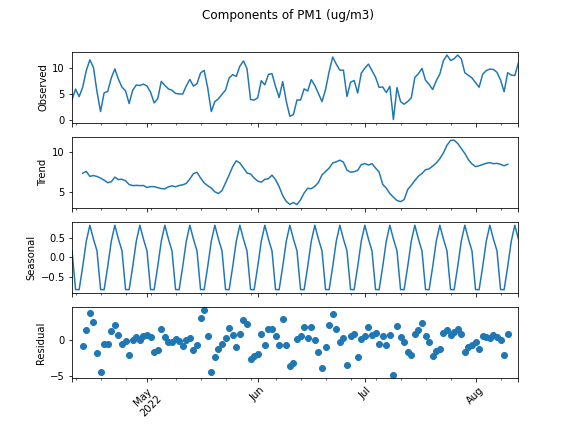 Components of PM1 (ug/m3)
10
5
0
Observed
10
5
Trend
0.5
0.0
−0.5
Seasonal
0
−5
Residual
May
2022
Jun
Jul
Aug